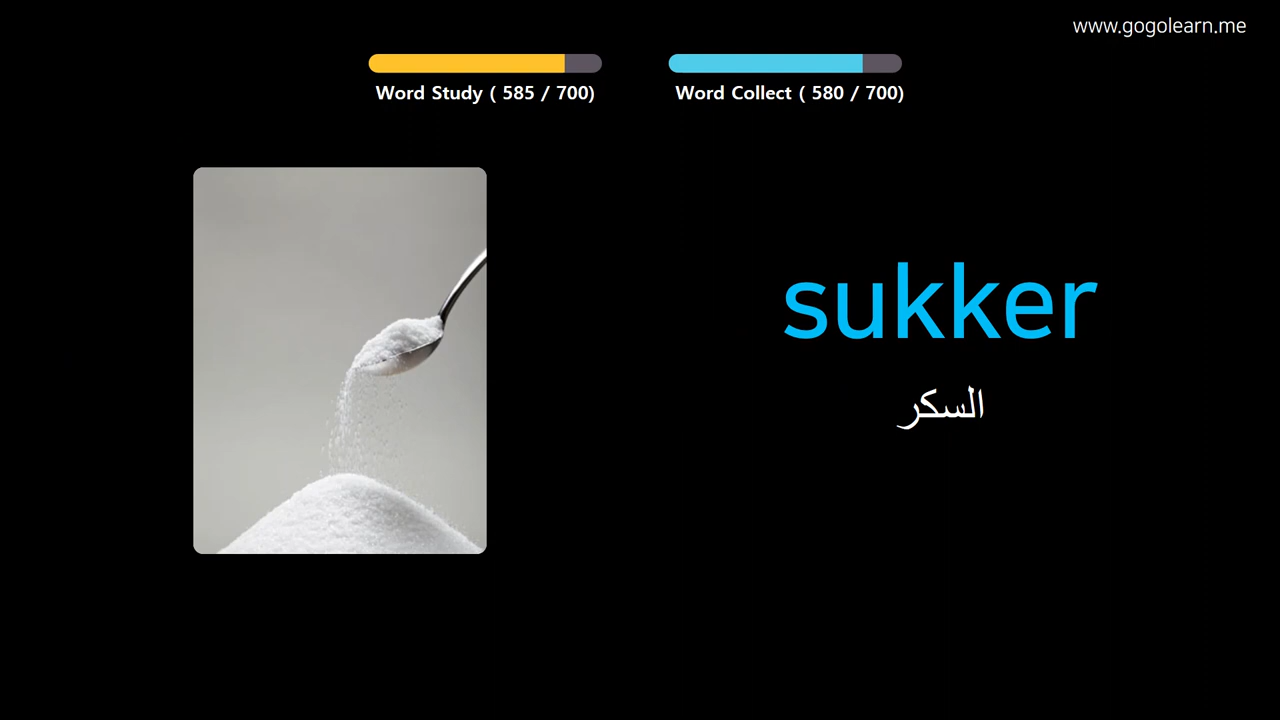 www.gogolearn.me
Word Study ( 585 / 700)
Word Collect ( 580 / 700)
sukker
السكر